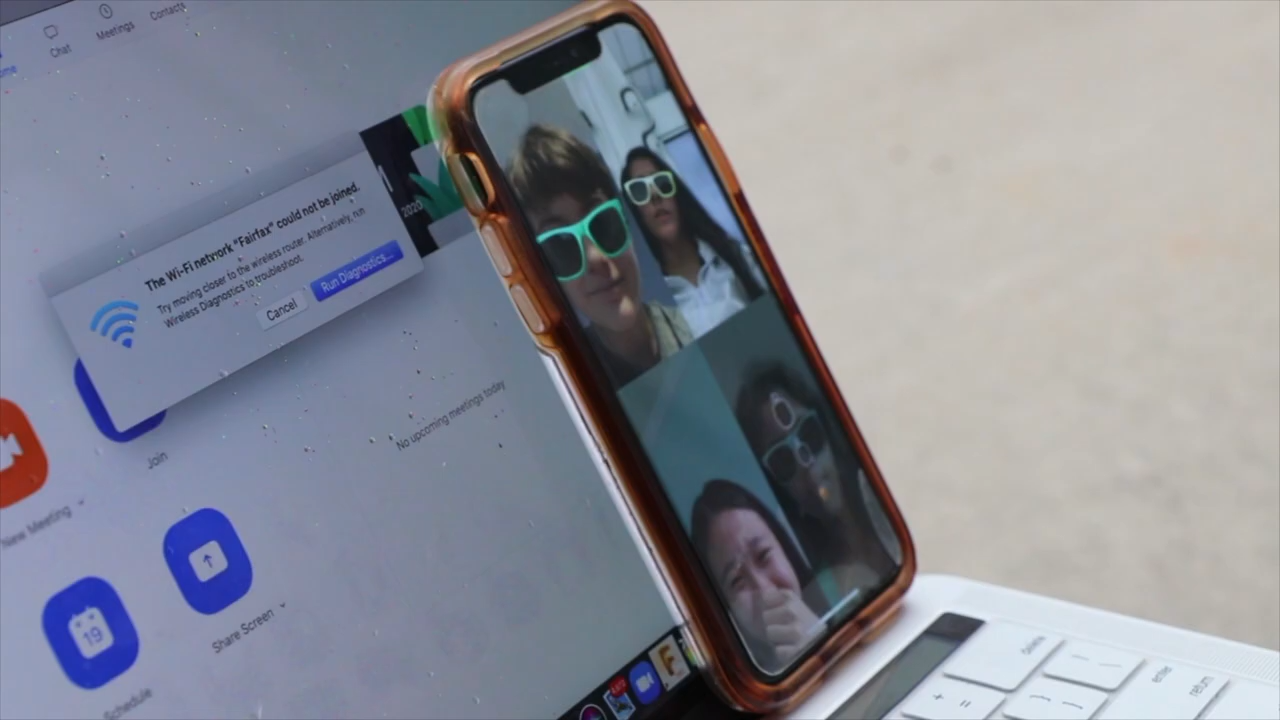 Chat
Meetings
Contacts
2020
The Wi-Fi network "Fairfax" could not be joined.
Try moving closer to the wireless router. Alternatively, run
Wireless Diagnostics to troubleshoot.
Cancel
Run Diagnostics...
No upcoming meetings today
Join
New Meeting
19
Share Screen
Schedule
delete
+
=
enter
return